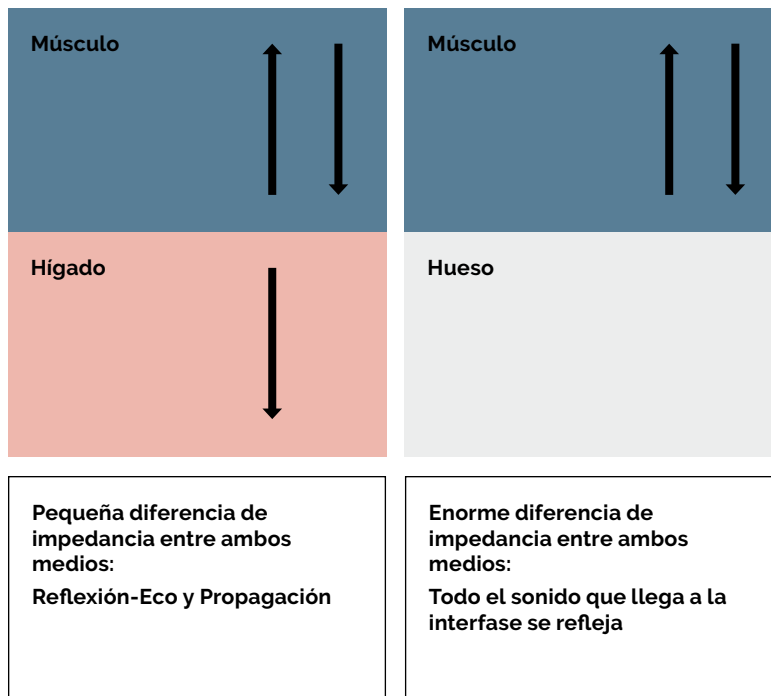 Músculo
Hígado
Pequeña diferencia de
impedancia entre ambos
medios:
Reflexión-Eco y Propagación
Músculo
Hueso
Enorme diferencia de
impedancia entre ambos
medios:
Todo el sonido que llega a la
interfase se refleja